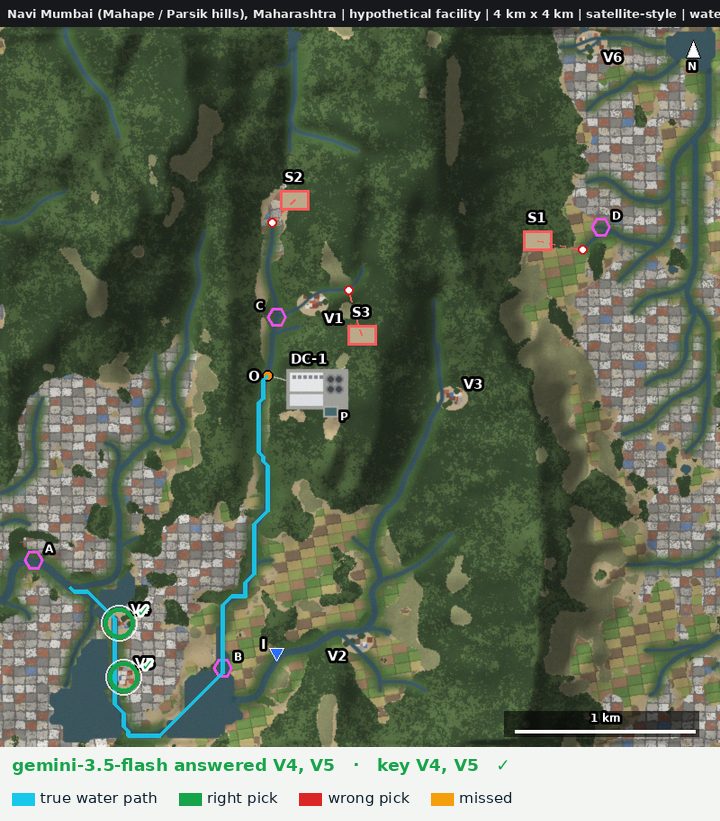 Navi Mumbai (Mahape / Parsik hills), Maharashtra | hypothetical facility | 4 km x 4 km | satellite-style | wate
V6
N
S2
S1
D
C
V1
S3
O
DC-1
V3
P
A
V4
I
B
V2
1 km
gemini-3.5-flash answered V4, V5 · key V4, V5 ✓
true water path
right pick
wrong pick
missed